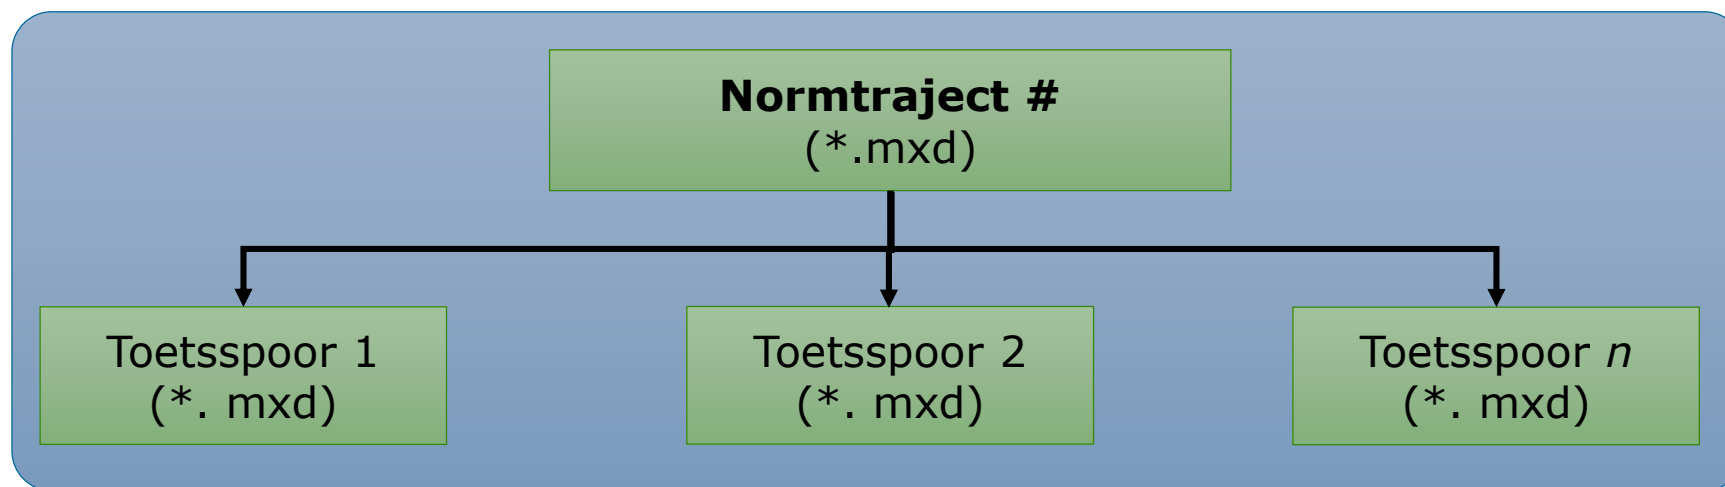 Normtraject #
(*.mxd)
Toetsspoor 1
(*. mxd)
Toetsspoor 2
(*. mxd)
Toetsspoor n
(*. mxd)